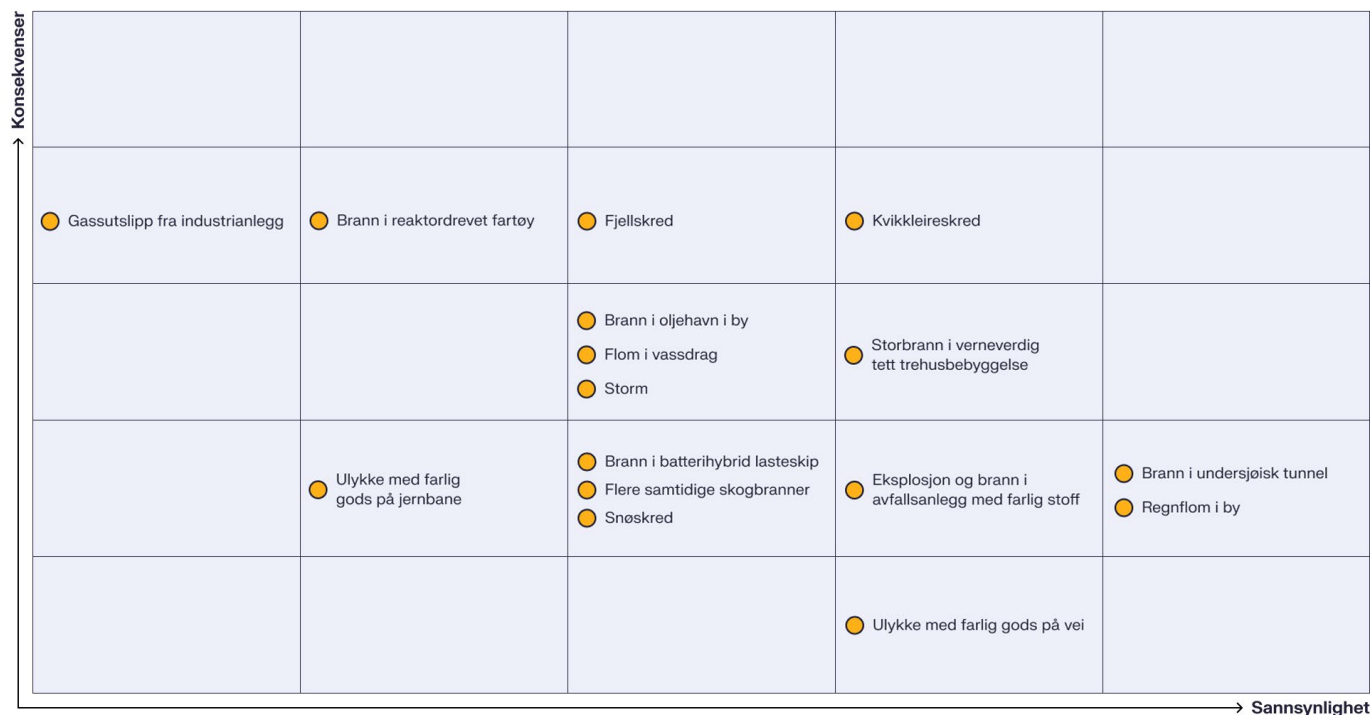 Konsekvenser
Gassutslipp fra industrianlegg
Brann i reaktordrevet fartøy
Fjellskred
Kvikkleireskred
Brann i oljehavn i by
Flom i vassdrag
Storm
Storbrann i verneverdig
tett trehusbebyggelse
Ulykke med farlig
gods på jernbane
Brann i batterihybrid lasteskip
Flere samtidige skogbranner
Snøskred
Eksplosjon og brann i
avfallsanlegg med farlig stoff
Brann i undersjøisk tunnel
Regnflom i by
Ulykke med farlig gods på vei
Sannsynlighet